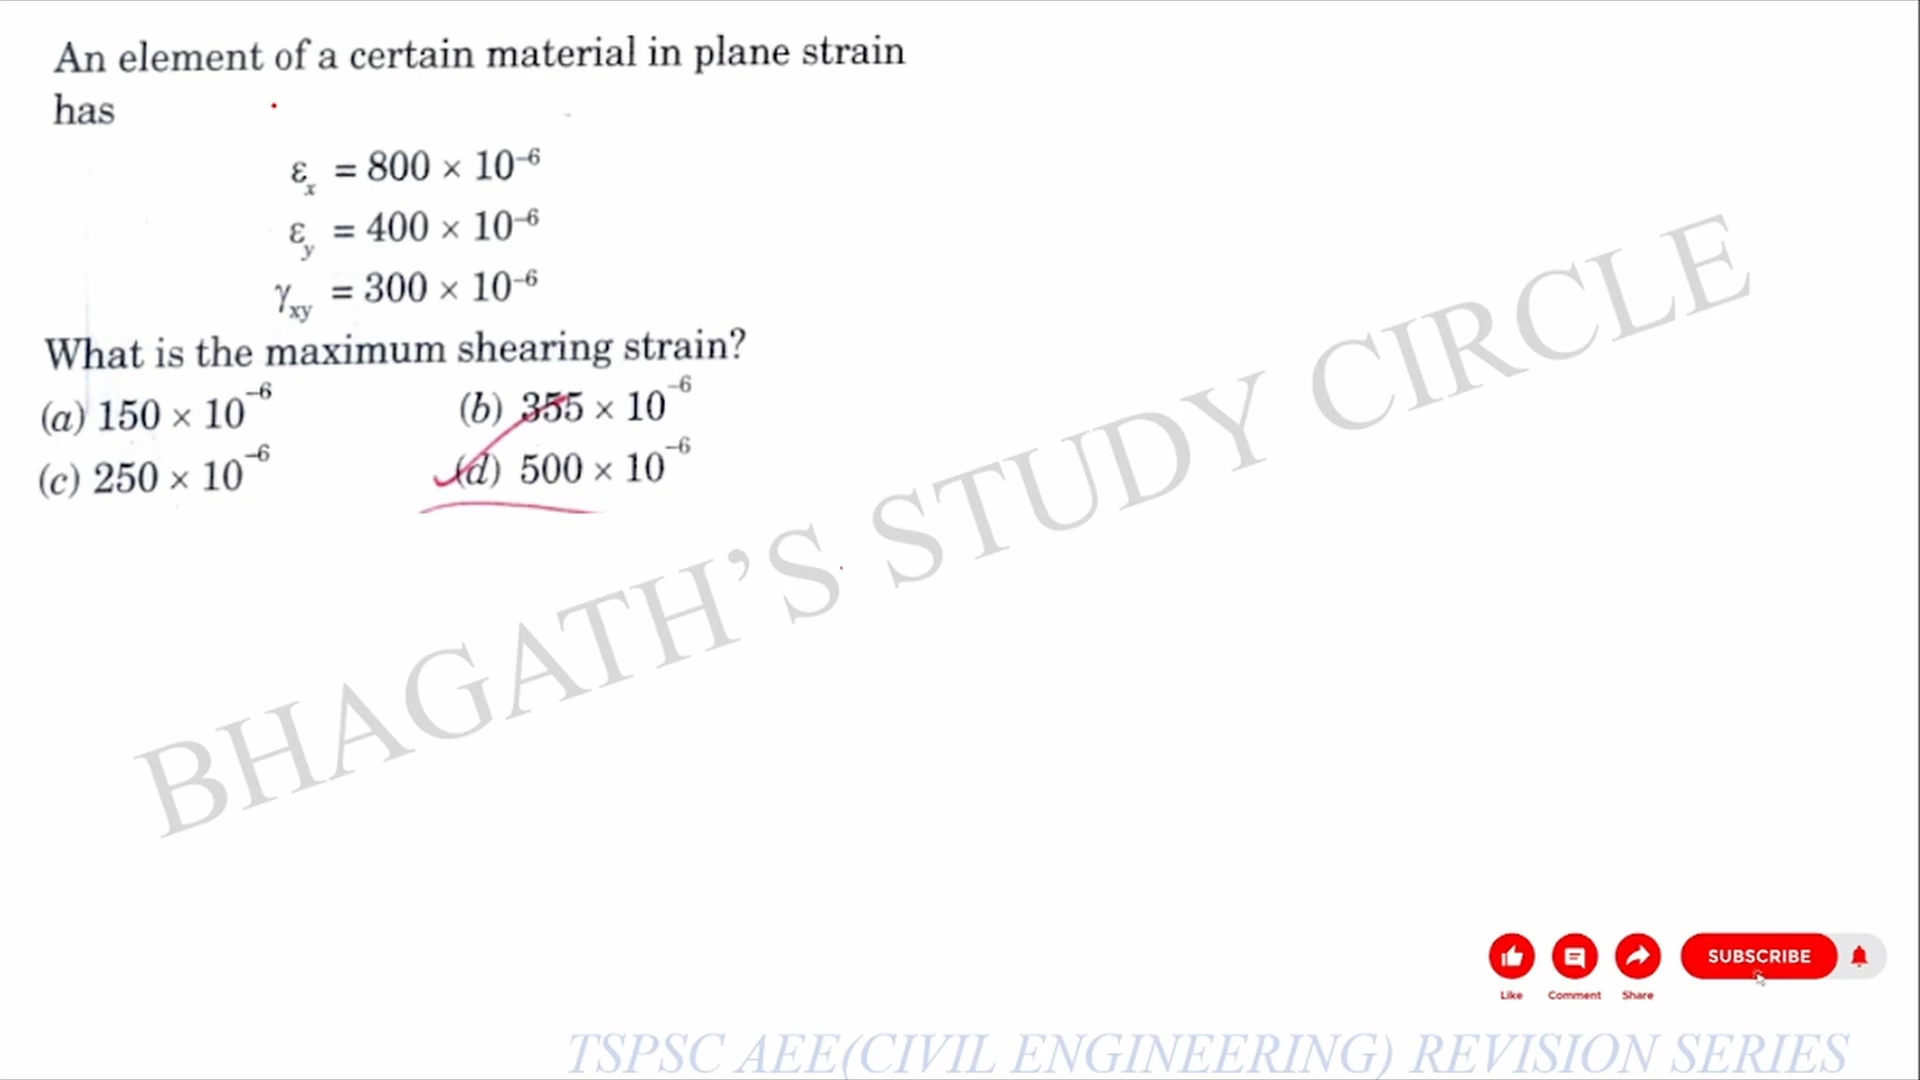 An element of a certain material in plane strain
has
εₓ = 800 × 10⁻⁶
ε_y = 400 × 10⁻⁶
γ_xy = 300 × 10⁻⁶
What is the maximum shearing strain?
(a) 150 × 10⁻⁶ (b) 355 × 10⁻⁶
(c) 250 × 10⁻⁶ (d) 500 × 10⁻⁶
BHAGATH'S STUDY CIRCLE
SUBSCRIBE
Like Comment Share
TSPSC AEE(CIVIL ENGINEERING) REVISION SERIES